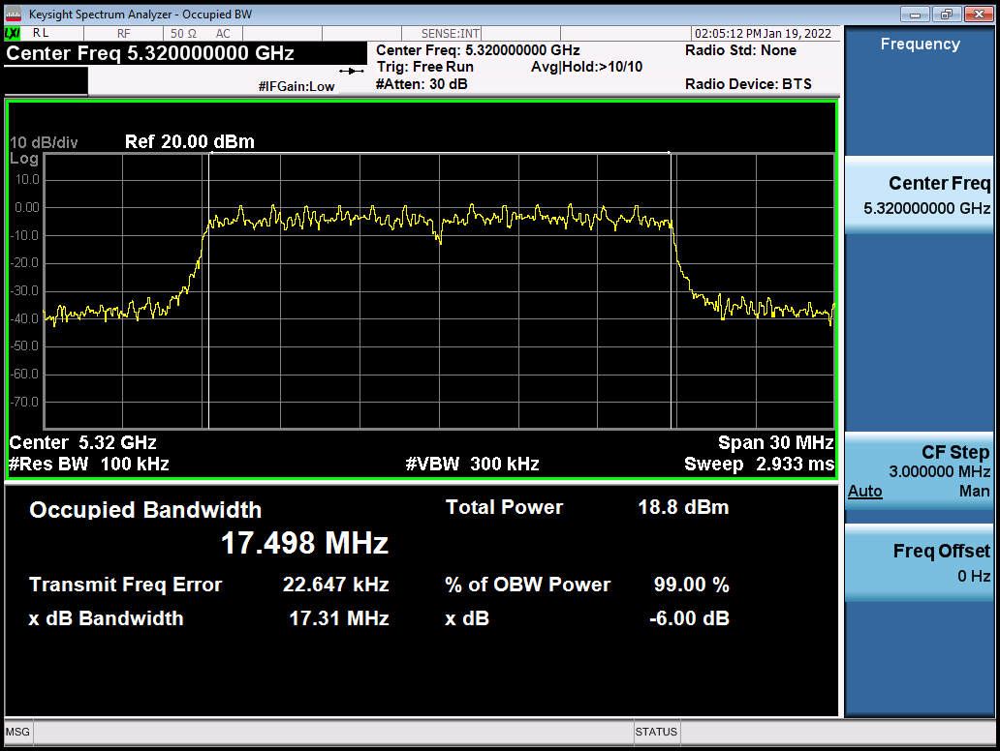 Keysight Spectrum Analyzer - Occupied BW
LXI RL RF 50 Ω AC SENSE:INT 02:05:12 PM Jan 19, 2022
Center Freq 5.320000000 GHz
Center Freq: 5.320000000 GHz Radio Std: None
Trig: Free Run Avg|Hold:>10/10
#IFGain:Low #Atten: 30 dB Radio Device: BTS
10 dB/div Ref 20.00 dBm
Log
10.0
0.00
-10.0
-20.0
-30.0
-40.0
-50.0
-60.0
-70.0
Center 5.32 GHz Span 30 MHz
#Res BW 100 kHz #VBW 300 kHz Sweep 2.933 ms
Occupied Bandwidth Total Power 18.8 dBm
17.498 MHz
Transmit Freq Error 22.647 kHz % of OBW Power 99.00 %
x dB Bandwidth 17.31 MHz x dB -6.00 dB
Frequency
Center Freq
5.320000000 GHz
CF Step
3.000000 MHz
Auto Man
Freq Offset
0 Hz
MSG STATUS